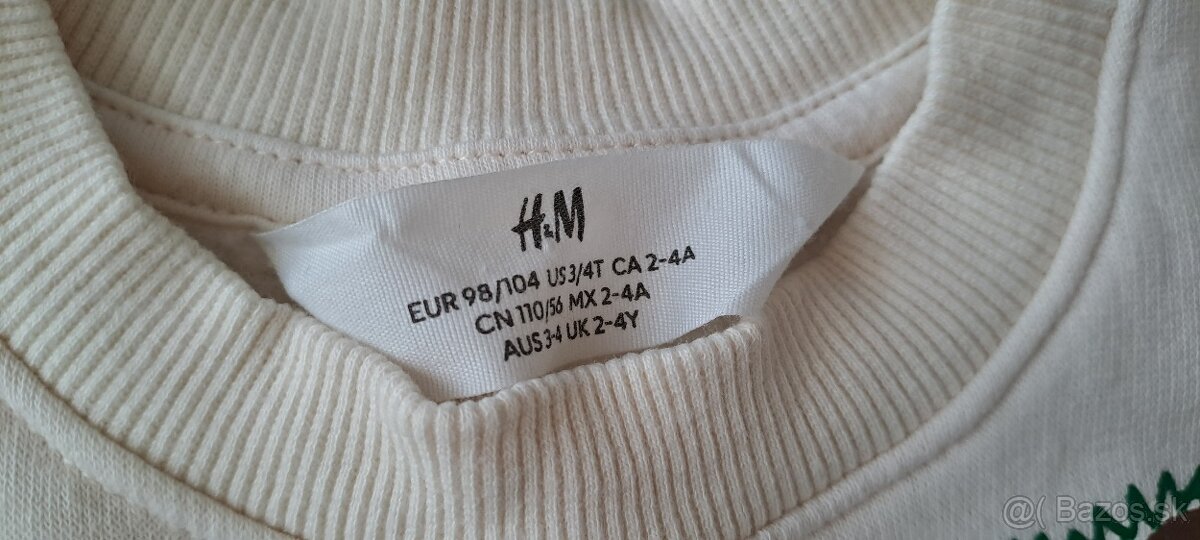 H&M
EUR 98/104 US 3/4T CA 2-4A
CN 110/56 MX 2-4A
AUS 3-4 UK 2-4Y
@( Bazos.sk